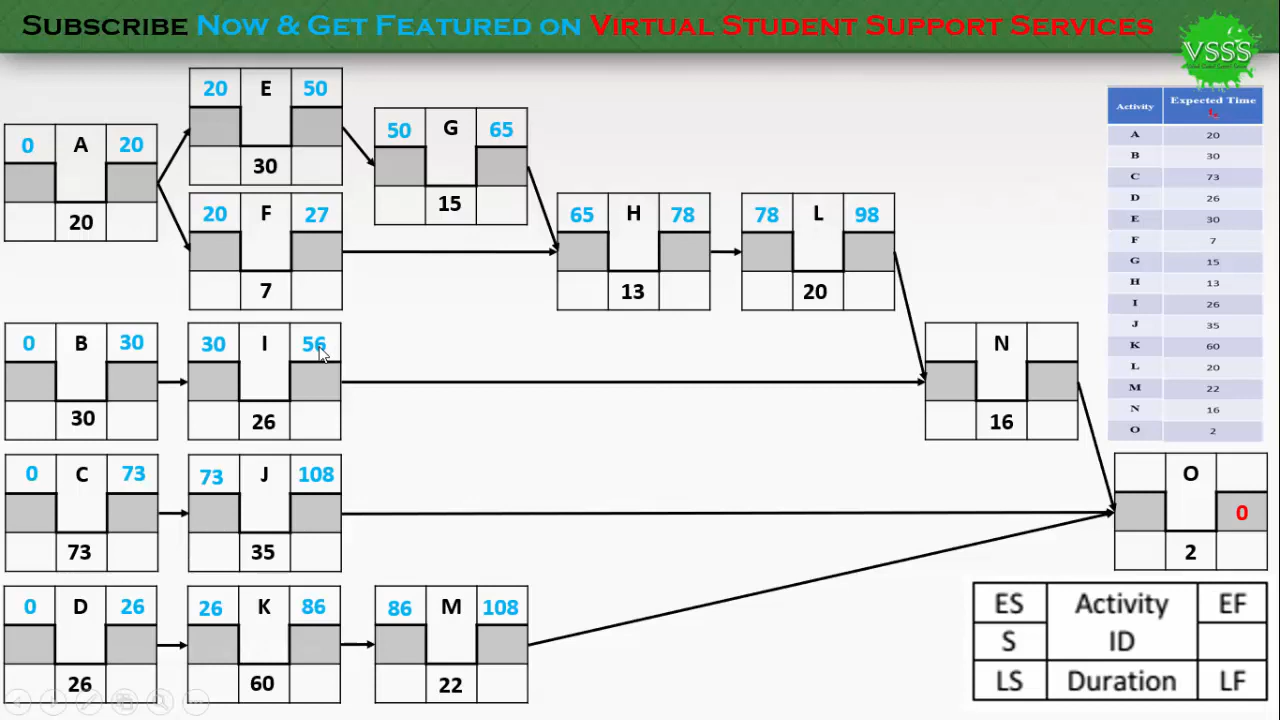 Subscribe Now & Get Featured on Virtual Student Support Services
VSSS
20 E 50
30
0 A 20
20
50 G 65
15
20 F 27
7
65 H 78
13
78 L 98
20
0 B 30
30
30 I 56
26
N
16
0 C 73
73
73 J 108
35
O
0
2
0 D 26
26
26 K 86
60
86 M 108
22
Activity Expected Time
A 20
B 30
C 73
D 26
E 30
F 7
G 15
H 13
I 26
J 35
K 60
L 20
M 22
N 16
O 2
ES Activity EF
S ID
LS Duration LF